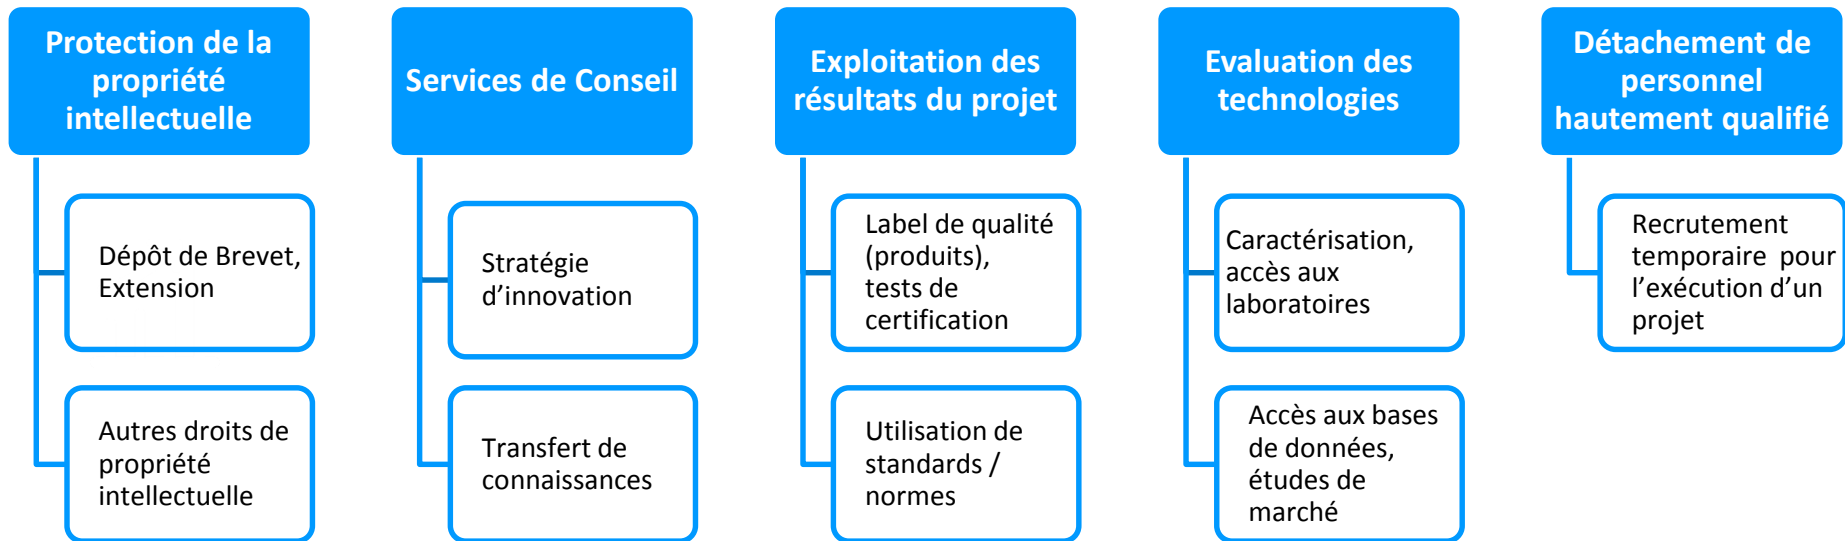 Protection de la
propriété
intellectuelle
Dépôt de Brevet,
Extension
Autres droits de
propriété
intellectuelle
Services de Conseil
Stratégie
d’innovation
Transfert de
connaissances
Exploitation des
résultats du projet
Label de qualité
(produits),
tests de
certification
Utilisation de
standards /
normes
Evaluation des
technologies
Caractérisation,
accès aux
laboratoires
Accès aux bases
de données,
études de
marché
Détachement de
personnel
hautement qualifié
Recrutement
temporaire pour
l’exécution d’un
projet